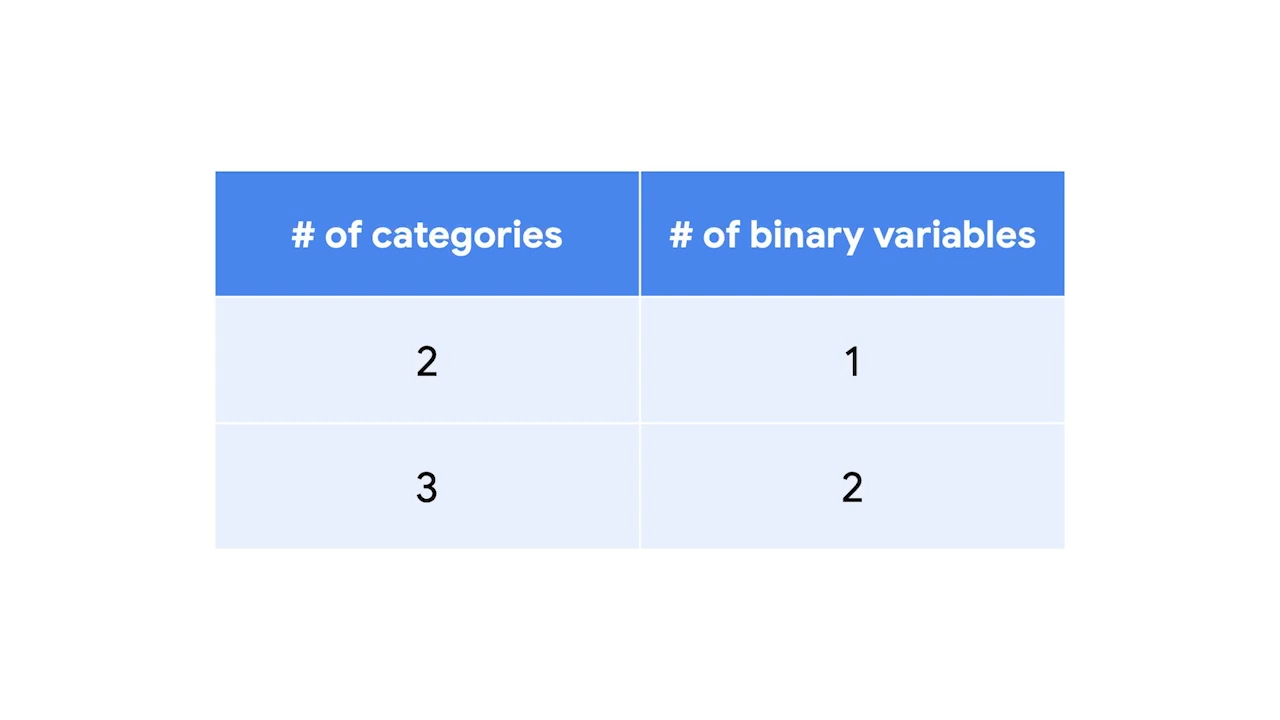 # of categories
# of binary variables
2
1
3
2